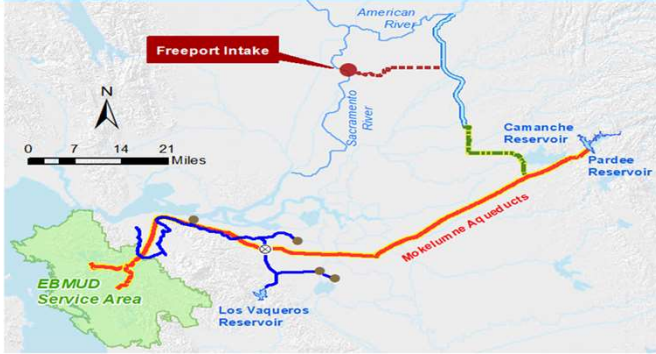 American
River
Freeport Intake
Sacramento
River
N
0 7 14 21
Miles
Camanche
Reservoir
Pardee
Reservoir
Mokelumne Aqueducts
EBMUD
Service Area
Los Vaqueros
Reservoir